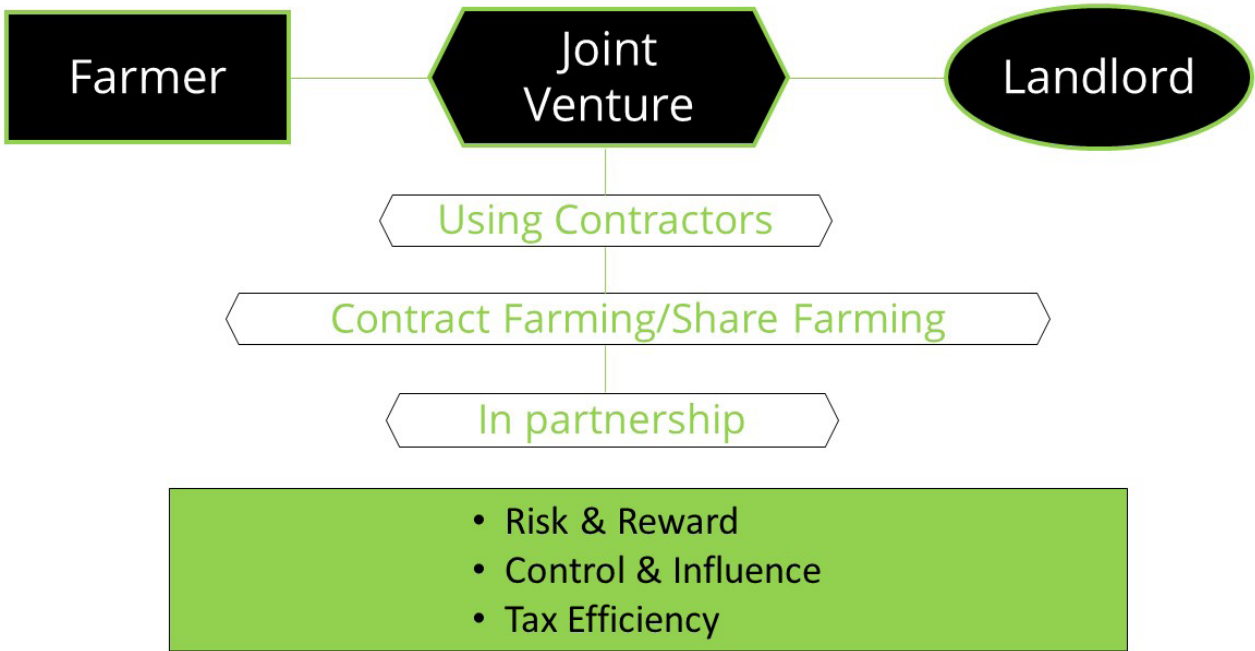 Farmer
Joint
Venture
Landlord
Using Contractors
Contract Farming/Share Farming
In partnership
• Risk & Reward
• Control & Influence
• Tax Efficiency